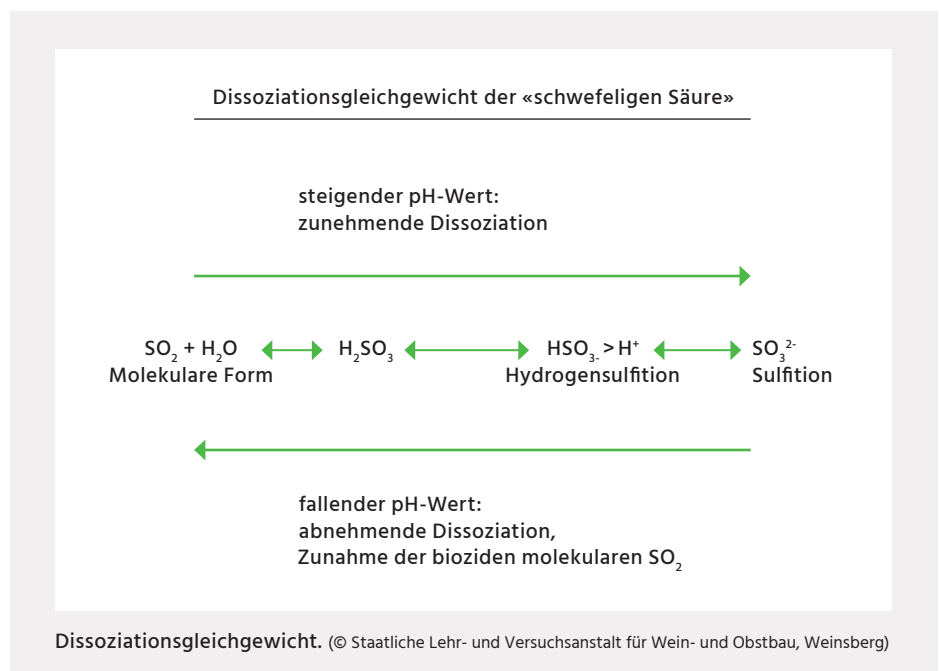 Dissoziationsgleichgewicht der «schwefeligen Säure»
steigender pH-Wert:
zunehmende Dissoziation
SO₂ + H₂O H₂SO₃ HSO₃₋ > H⁺ SO₃²⁻
Molekulare Form Hydrogensulfition Sulfition
fallender pH-Wert:
abnehmende Dissoziation,
Zunahme der bioziden molekularen SO₂
Dissoziationsgleichgewicht. (© Staatliche Lehr- und Versuchsanstalt für Wein- und Obstbau, Weinsberg)